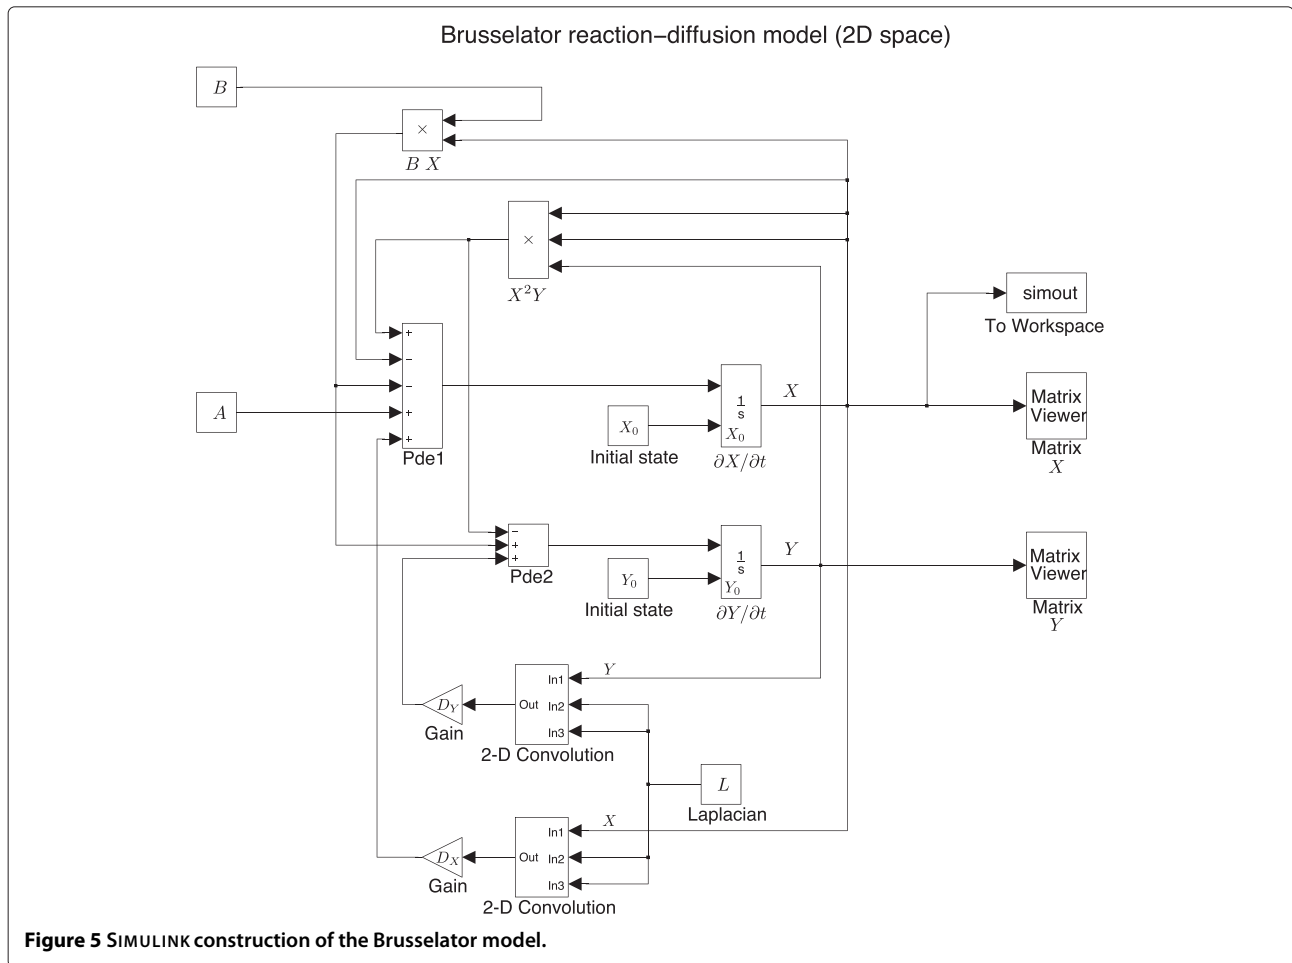 Brusselator reaction–diffusion model (2D space)
B
×
B X
×
X²Y
simout
To Workspace
+
−
−
+
+
Pde1
A
X₀
Initial state
1
s
X₀
∂X/∂t
X
Matrix
Viewer
Matrix
X
−
+
+
Pde2
Y₀
Initial state
1
s
Y₀
∂Y/∂t
Y
Matrix
Viewer
Matrix
Y
D_Y
Gain
Out
In1
In2
In3
2-D Convolution
Y
L
Laplacian
D_X
Gain
Out
In1
In2
In3
2-D Convolution
X
Figure 5 SIMULINK construction of the Brusselator model.